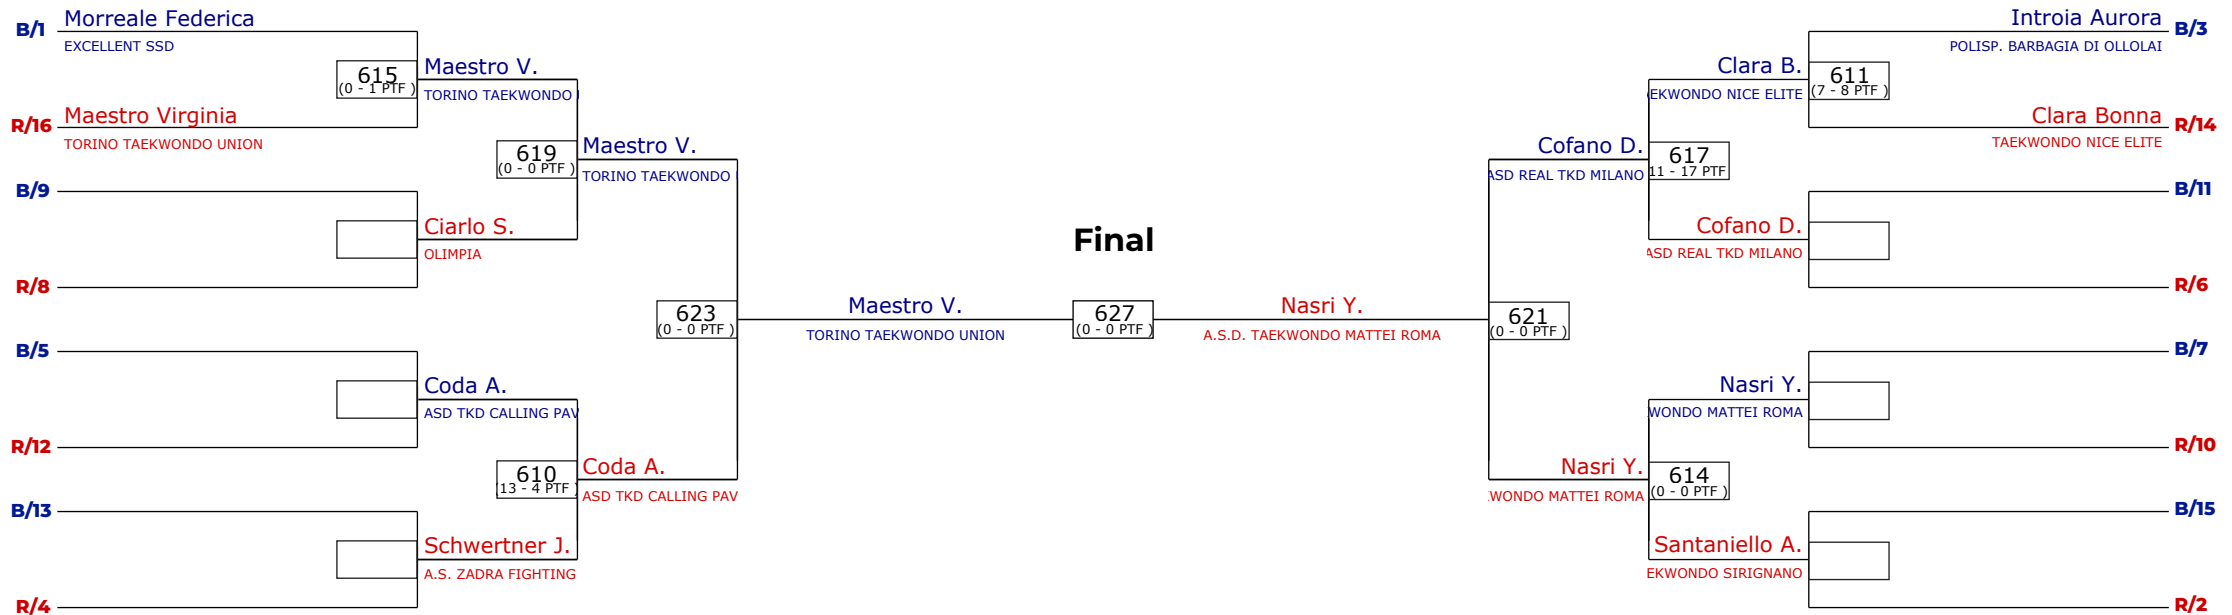 B/1
Morreale Federica
EXCELLENT SSD
615
(0 - 1 PTF )
Maestro V.
TORINO TAEKWONDO
R/16
Maestro Virginia
TORINO TAEKWONDO UNION
619
(0 - 0 PTF )
Maestro V.
TORINO TAEKWONDO
B/9
Ciarlo S.
OLIMPIA
R/8
623
(0 - 0 PTF )
B/5
Coda A.
ASD TKD CALLING PAV
R/12
610
(13 - 4 PTF
Coda A.
ASD TKD CALLING PAV
B/13
Schwertner J.
A.S. ZADRA FIGHTING
R/4
Final
Maestro V.
TORINO TAEKWONDO UNION
627
(0 - 0 PTF )
Nasri Y.
A.S.D. TAEKWONDO MATTEI ROMA
Introia Aurora
B/3
POLISP. BARBAGIA DI OLLOLAI
Clara B.
EKWONDO NICE ELITE
611
(7 - 8 PTF )
Clara Bonna
R/14
TAEKWONDO NICE ELITE
Cofano D.
ASD REAL TKD MILANO
617
11 - 17 PTF
B/11
Cofano D.
ASD REAL TKD MILANO
R/6
621
(0 - 0 PTF )
B/7
Nasri Y.
WONDO MATTEI ROMA
R/10
Nasri Y.
WONDO MATTEI ROMA
614
(0 - 0 PTF )
B/15
Santaniello A.
EKWONDO SIRIGNANO
R/2